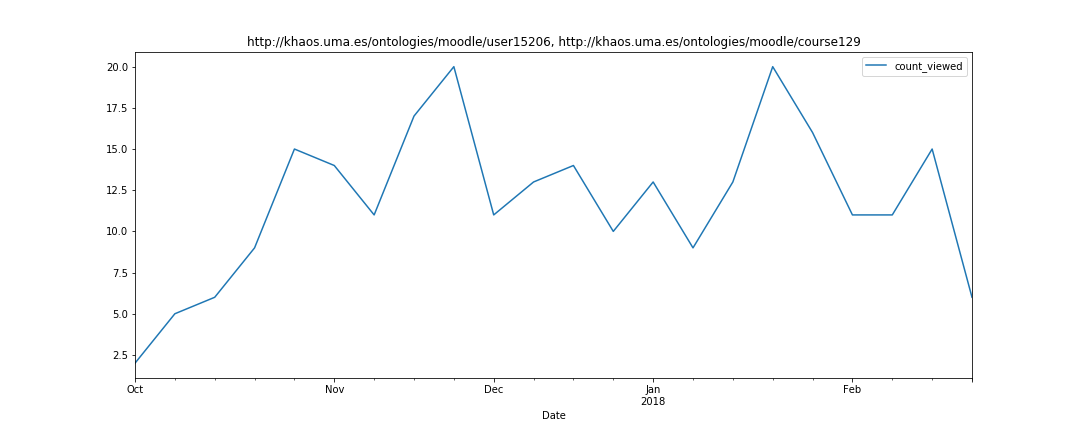 http://khaos.uma.es/ontologies/moodle/user15206, http://khaos.uma.es/ontologies/moodle/course129
count_viewed
20.0
17.5
15.0
12.5
10.0
7.5
5.0
2.5
Oct Nov Dec Jan Feb
2018
Date